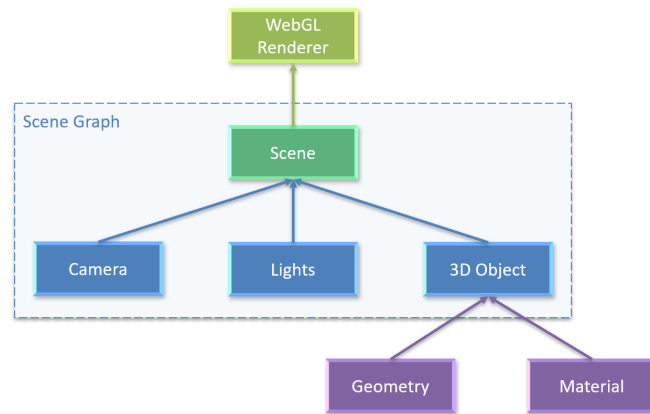 WebGL
Renderer
Scene Graph
Scene
Camera
Lights
3D Object
Geometry
Material